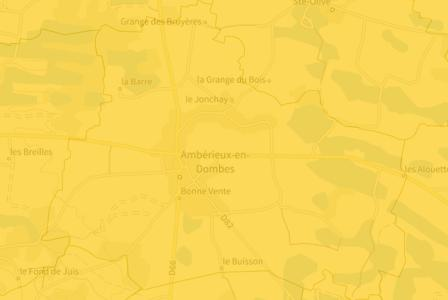 Ste-Olive
Grange des Bruyères
la Barre
la Grange du Bois
le Jonchay
les Breilles
Ambérieux-en-
Dombes
les Alouette
Bonne Vente
D82
D66
le Buisson
le Fond de Juis